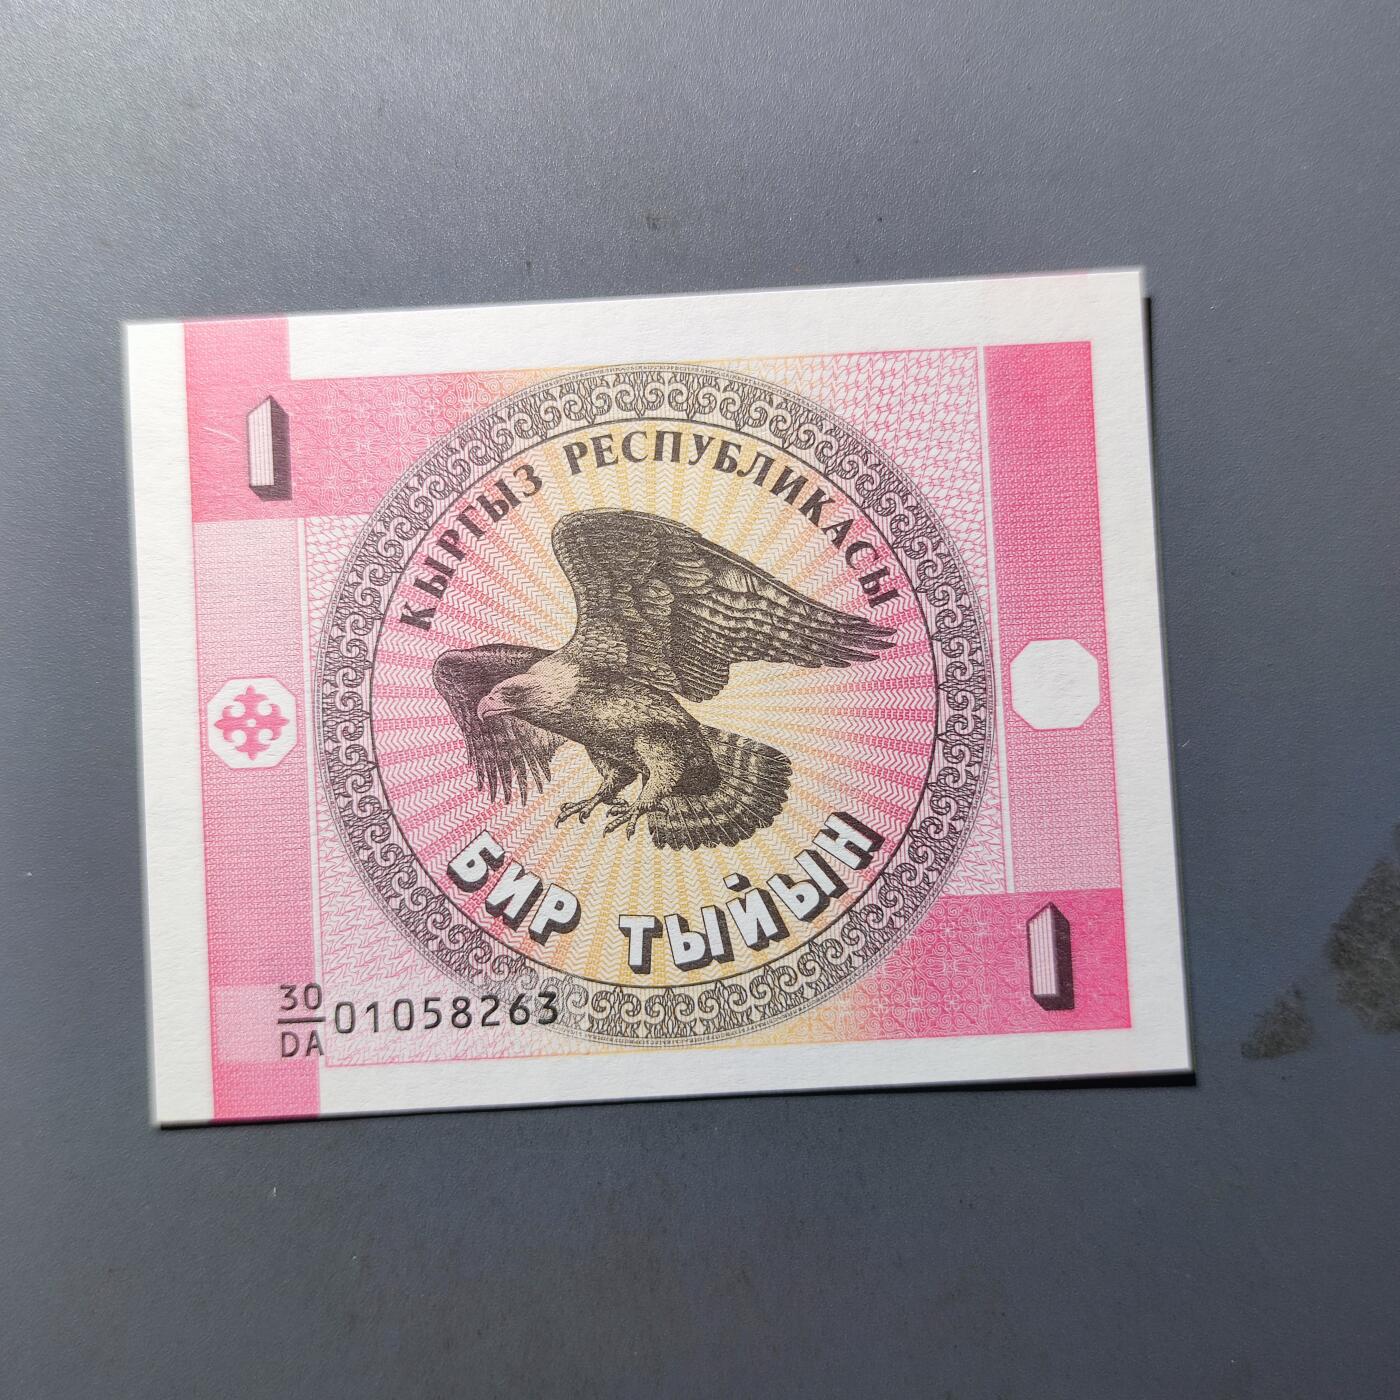 1
КЫРГЫЗ РЕСПУБЛИКАСЫ
БИР ТЫЙЫН
1
30
DA 01058263